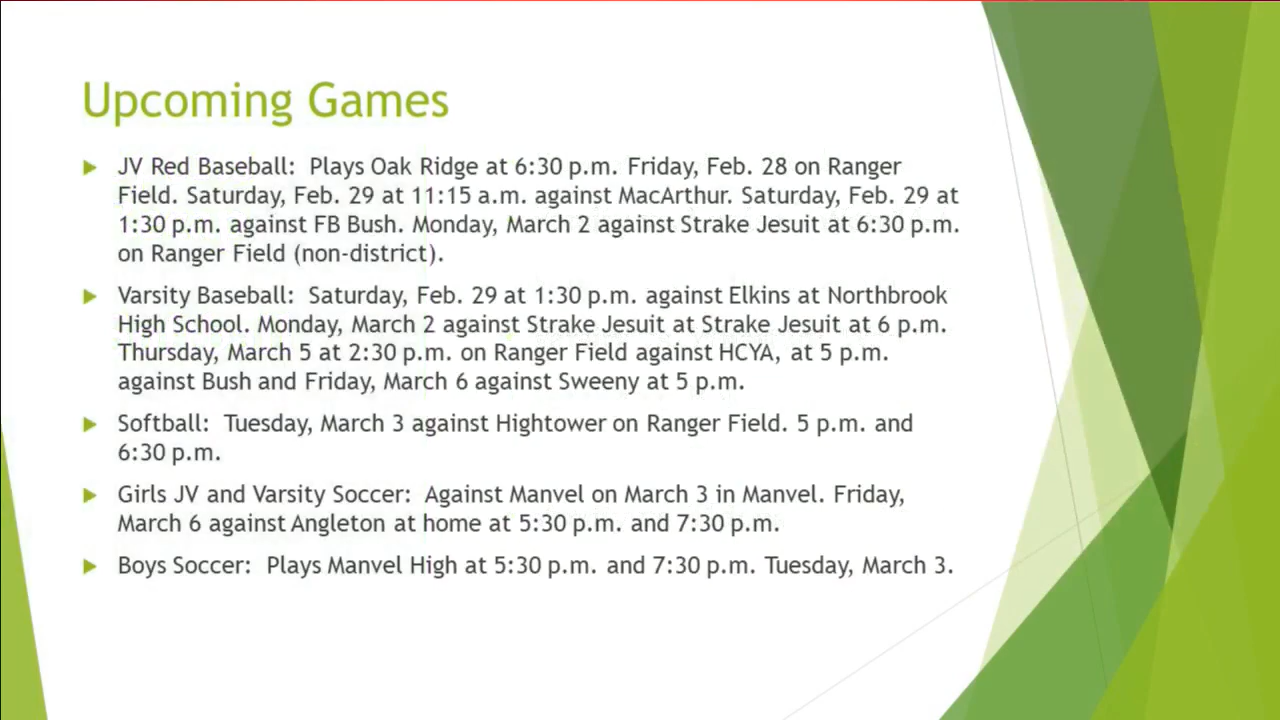 Upcoming Games
JV Red Baseball: Plays Oak Ridge at 6:30 p.m. Friday, Feb. 28 on Ranger
Field. Saturday, Feb. 29 at 11:15 a.m. against MacArthur. Saturday, Feb. 29 at
1:30 p.m. against FB Bush. Monday, March 2 against Strake Jesuit at 6:30 p.m.
on Ranger Field (non-district).
Varsity Baseball: Saturday, Feb. 29 at 1:30 p.m. against Elkins at Northbrook
High School. Monday, March 2 against Strake Jesuit at Strake Jesuit at 6 p.m.
Thursday, March 5 at 2:30 p.m. on Ranger Field against HCYA, at 5 p.m.
against Bush and Friday, March 6 against Sweeny at 5 p.m.
Softball: Tuesday, March 3 against Hightower on Ranger Field. 5 p.m. and
6:30 p.m.
Girls JV and Varsity Soccer: Against Manvel on March 3 in Manvel. Friday,
March 6 against Angleton at home at 5:30 p.m. and 7:30 p.m.
Boys Soccer: Plays Manvel High at 5:30 p.m. and 7:30 p.m. Tuesday, March 3.